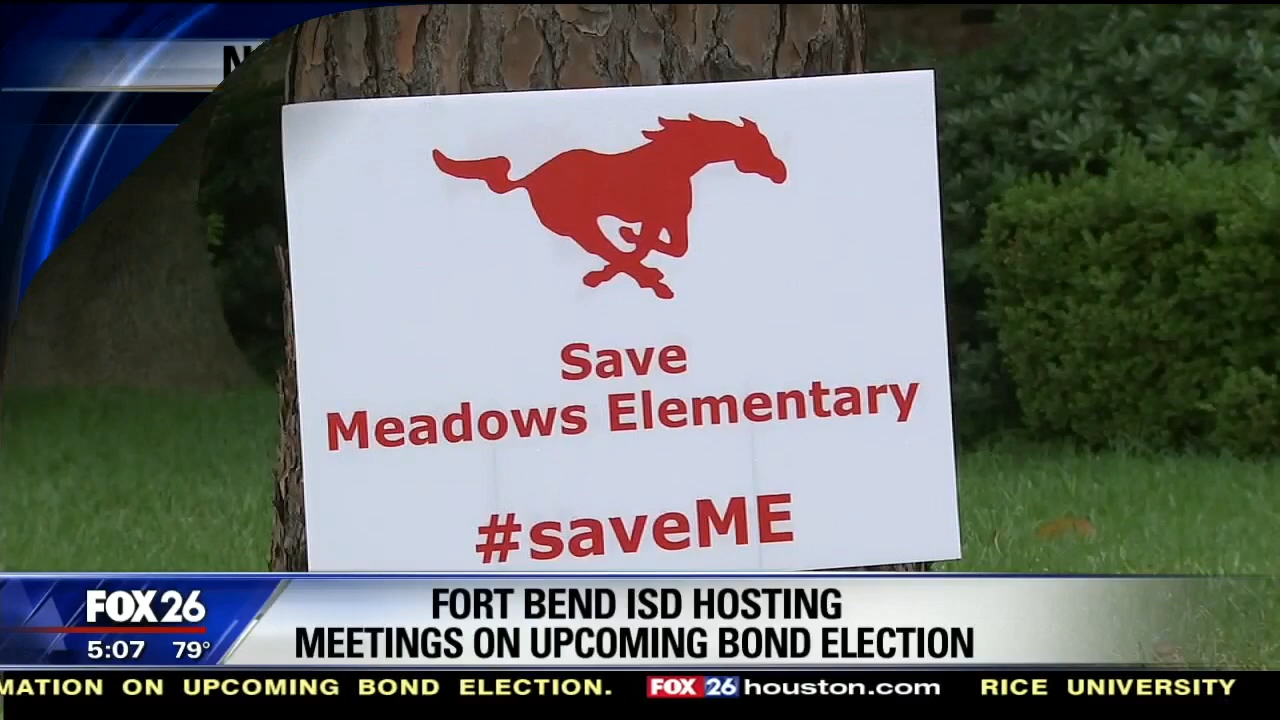 Save
Meadows Elementary
#saveME
FOX 26
5:07 79°
FORT BEND ISD HOSTING
MEETINGS ON UPCOMING BOND ELECTION
MATION ON UPCOMING BOND ELECTION. FOX 26 houston.com RICE UNIVERSITY